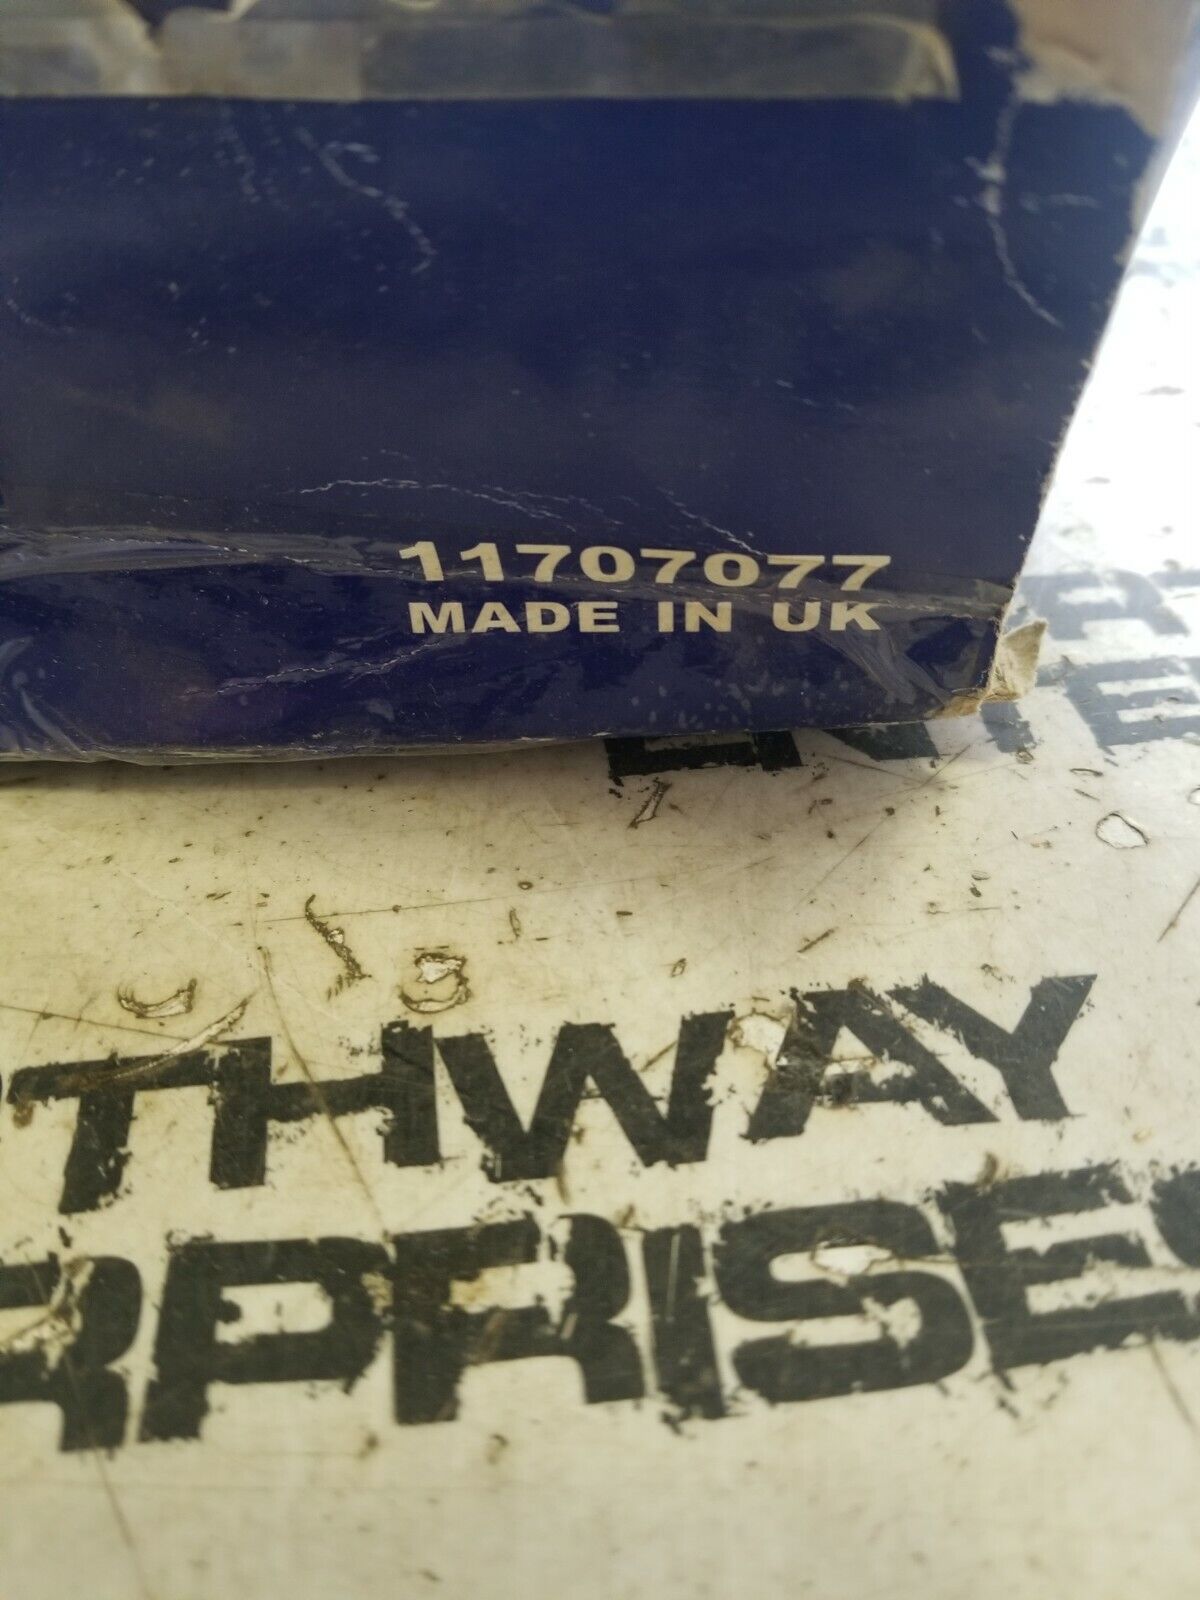 11707077
MADE IN UK
THWAY
RPRISES